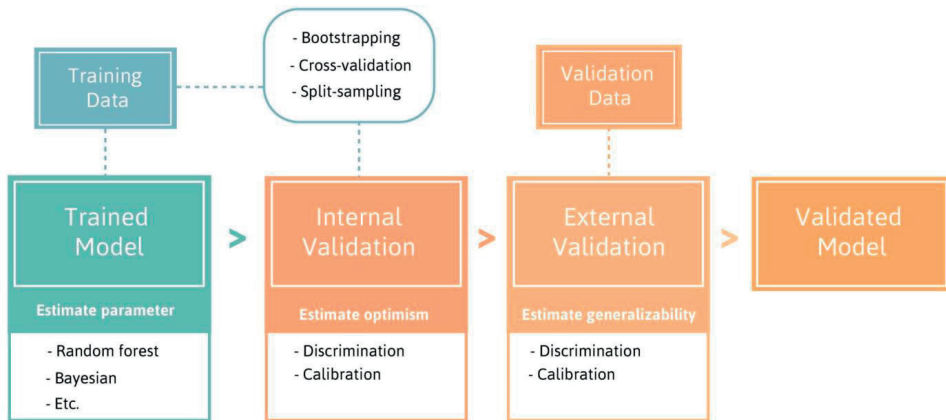 Training
Data
- Bootstrapping
- Cross-validation
- Split-sampling
Validation
Data
Trained
Model
>
Internal
Validation
>
External
Validation
>
Validated
Model
Estimate parameter
Estimate optimism
Estimate generalizability
- Random forest
- Bayesian
- Etc.
- Discrimination
- Calibration
- Discrimination
- Calibration